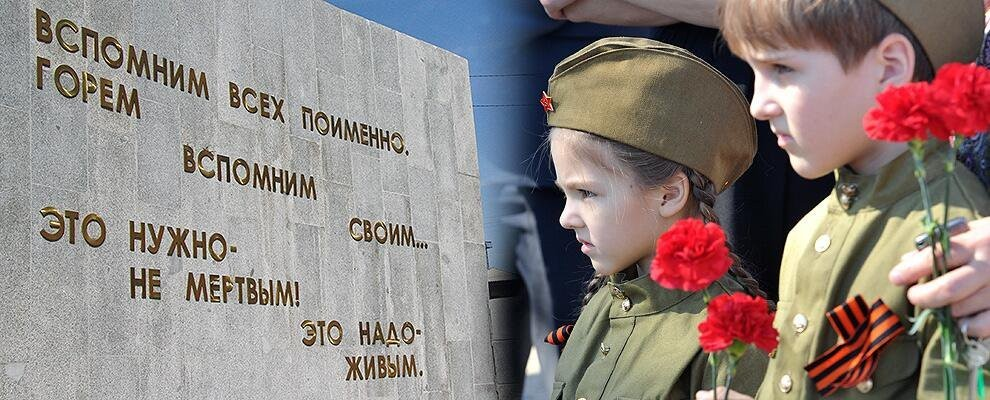 ВСПОМНИМ ВСЕХ ПОИМЕННО.
ГОРЕМ
ВСПОМНИМ
СВОИМ...
ЭТО НУЖНО-
НЕ МЕРТВЫМ!
ЭТО НАДО-
ЖИВЫМ.